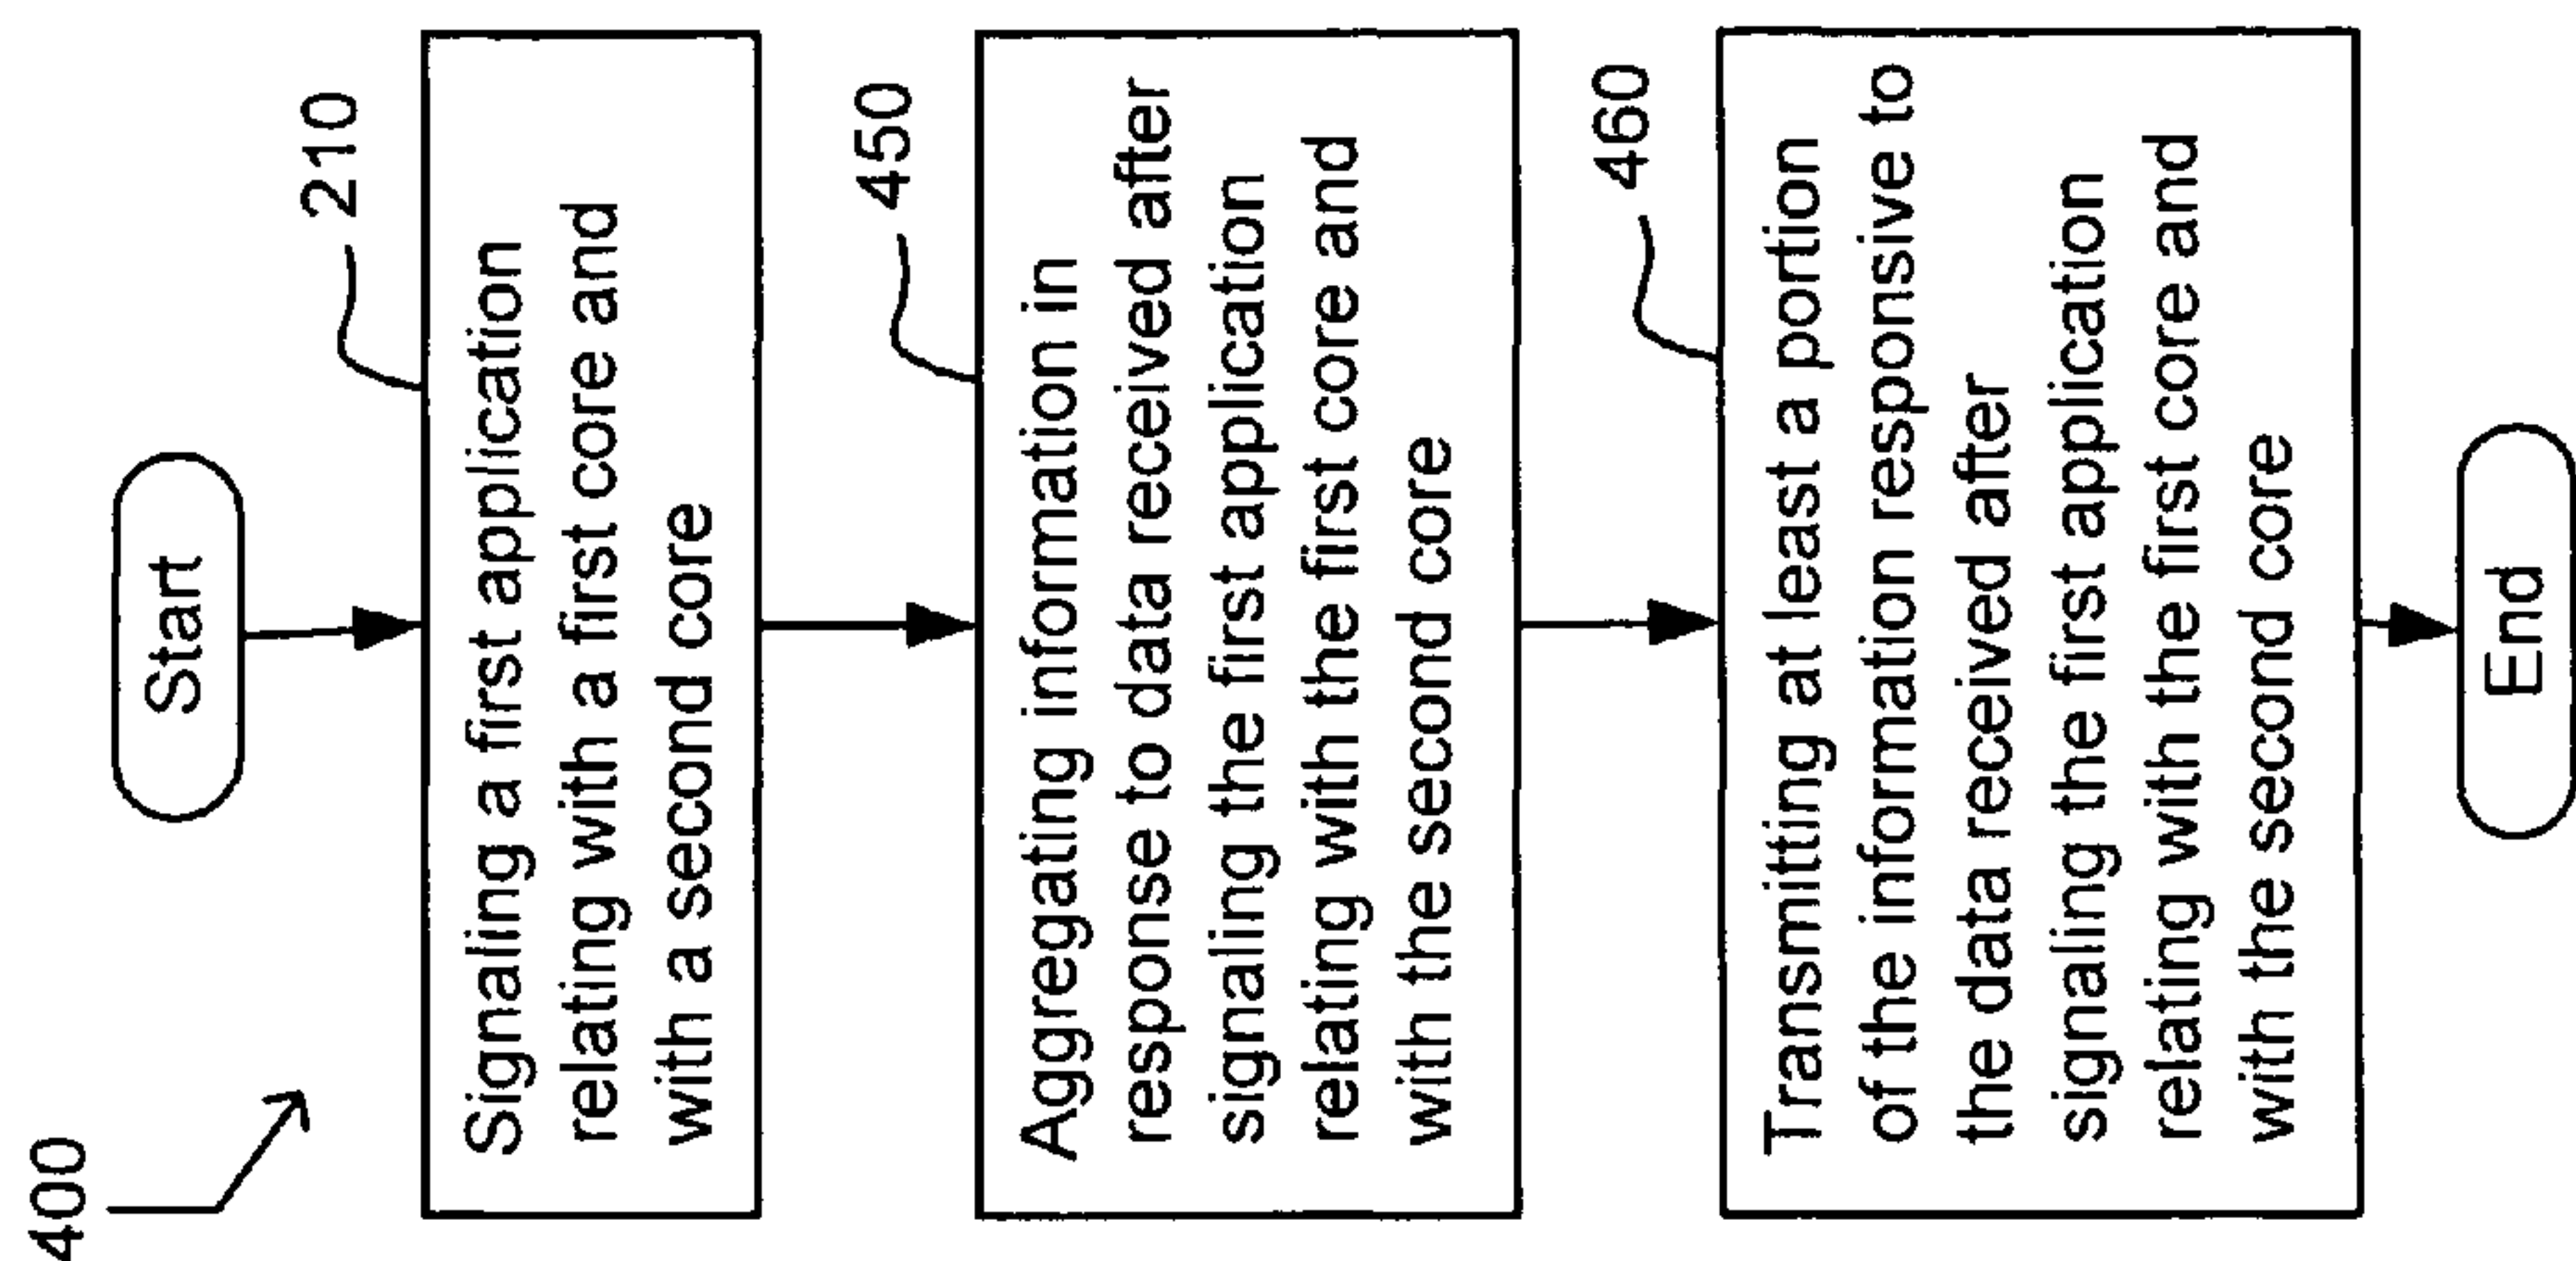 400
Start
210
Signaling a first application
relating with a first core and
with a second core
450
Aggregating information in
response to data received after
signaling the first application
relating with the first core and
with the second core
460
Transmitting at least a portion
of the information responsive to
the data received after
signaling the first application
relating with the first core and
with the second core
End